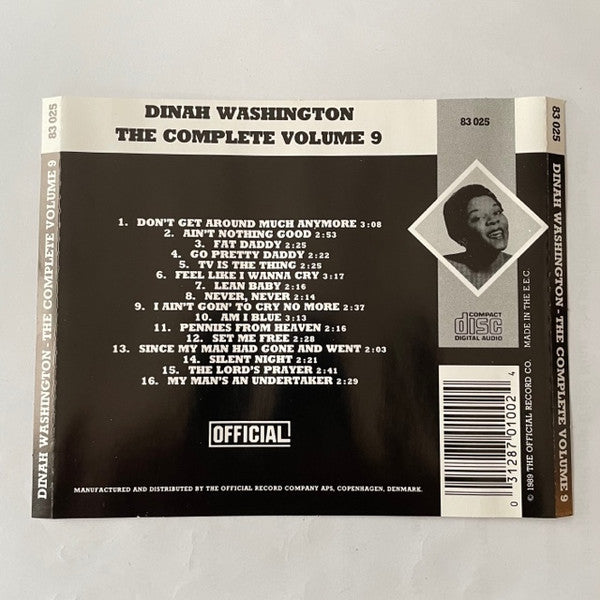 83 025
DINAH WASHINGTON - THE COMPLETE VOLUME 9
DINAH WASHINGTON
THE COMPLETE VOLUME 9
1. DON'T GET AROUND MUCH ANYMORE 3:08
2. AIN'T NOTHING GOOD 2:53
3. FAT DADDY 2:25
4. GO PRETTY DADDY 2:22
5. TV IS THE THING 2:25
6. FEEL LIKE I WANNA CRY 3:17
7. LEAN BABY 2:16
8. NEVER, NEVER 2:14
9. I AIN'T GOIN' TO CRY NO MORE 2:37
10. AM I BLUE 3:13
11. PENNIES FROM HEAVEN 2:16
12. SET ME FREE 2:28
13. SINCE MY MAN HAD GONE AND WENT 2:03
14. SILENT NIGHT 2:21
15. THE LORD'S PRAYER 2:41
16. MY MAN'S AN UNDERTAKER 2:29
OFFICIAL
MANUFACTURED AND DISTRIBUTED BY THE OFFICIAL RECORD COMPANY APS, COPENHAGEN, DENMARK.
83 025
COMPACT
disc
DIGITAL AUDIO
0 31287 01002 4
© 1989 THE OFFICIAL RECORD CO. MADE IN THE E.E.C.
83 025
DINAH WASHINGTON - THE COMPLETE VOLUME 9